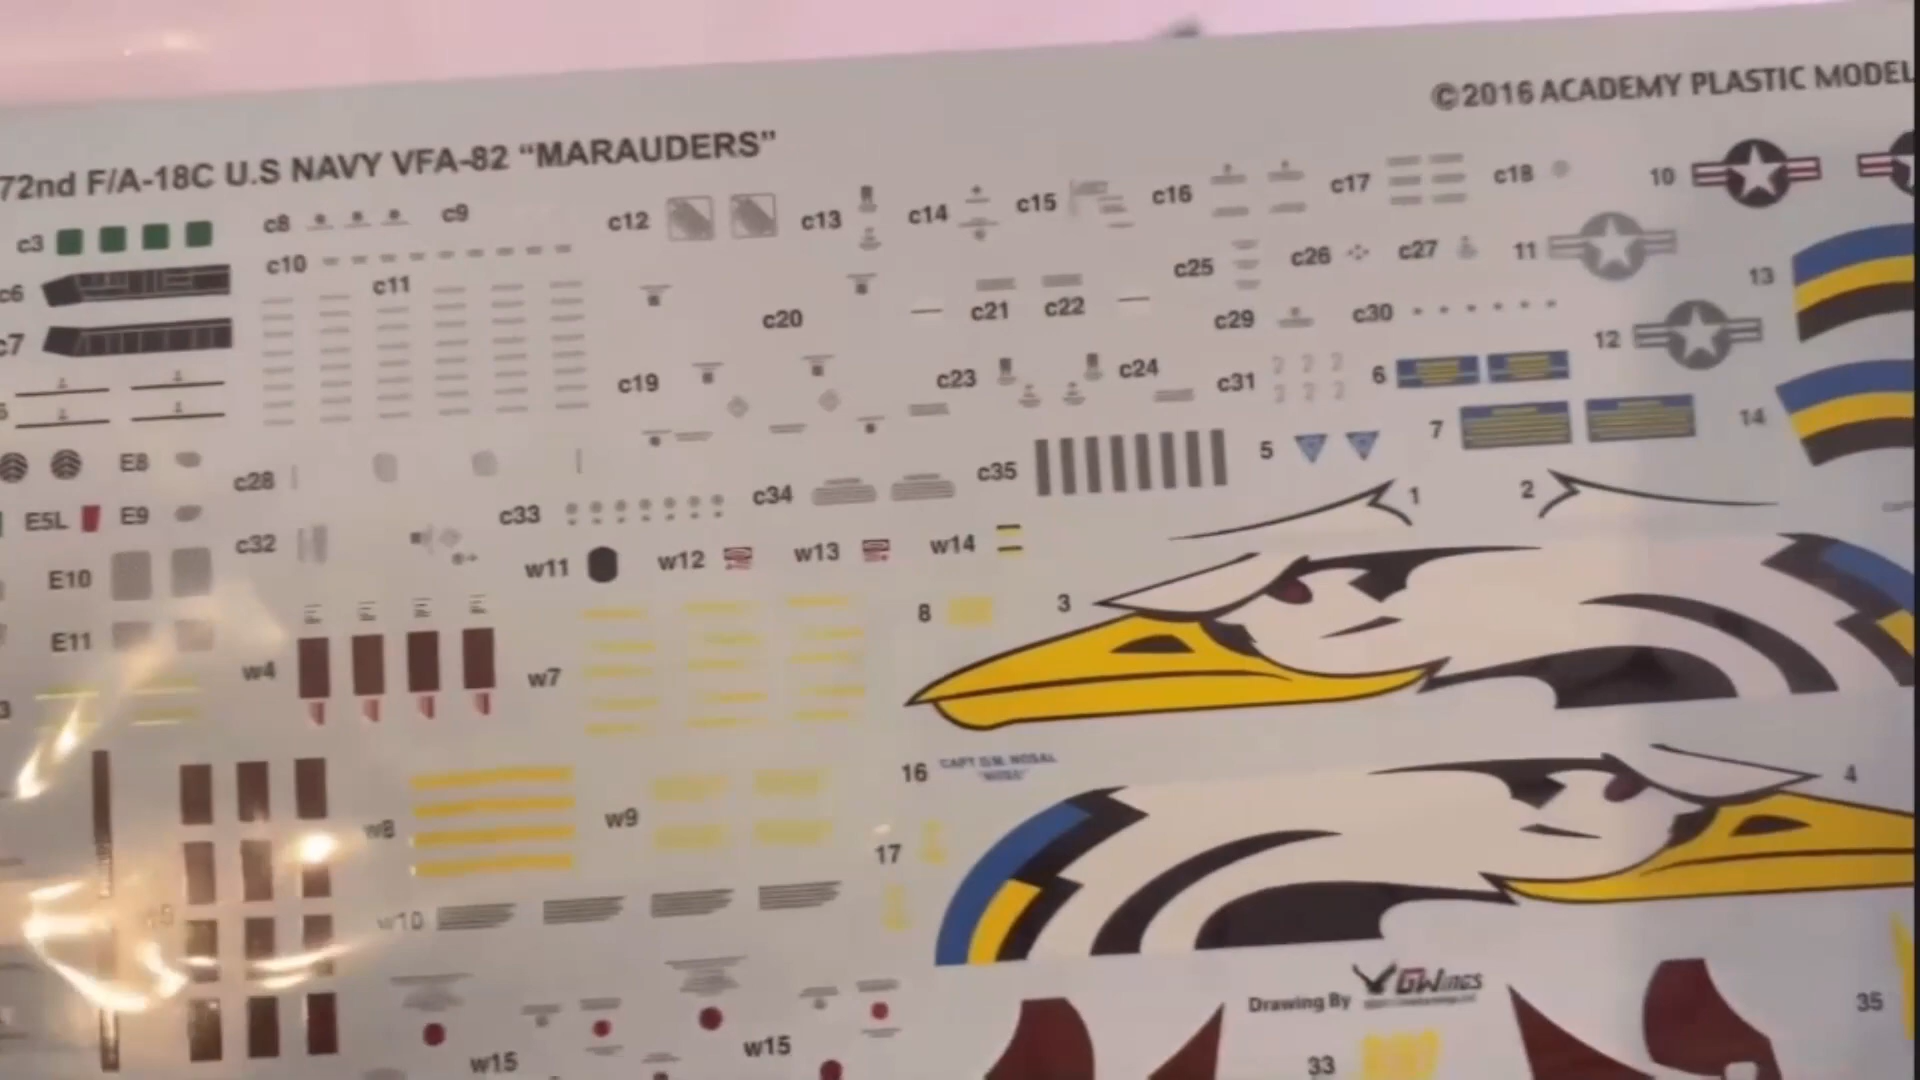 72nd F/A-18C U.S NAVY VFA-82 “MARAUDERS”
©2016 ACADEMY PLASTIC MODEL
c3
c8
c9
c12
c13
c14
c15
c16
c17
c18
10
c6
c10
c11
c25
c26
c27
11
13
c7
c20
c21
c22
c29
c30
12
c19
c23
c24
c31
6
7
14
E8
c28
c34
c35
5
1
2
E5L
E9
c33
c32
w11
w12
w13
w14
E10
8
3
E11
w4
w7
3
16
CAPT D.M. NOSAL
4
w8
w9
17
w10
Drawing By
GWINGS
35
w15
w15
33